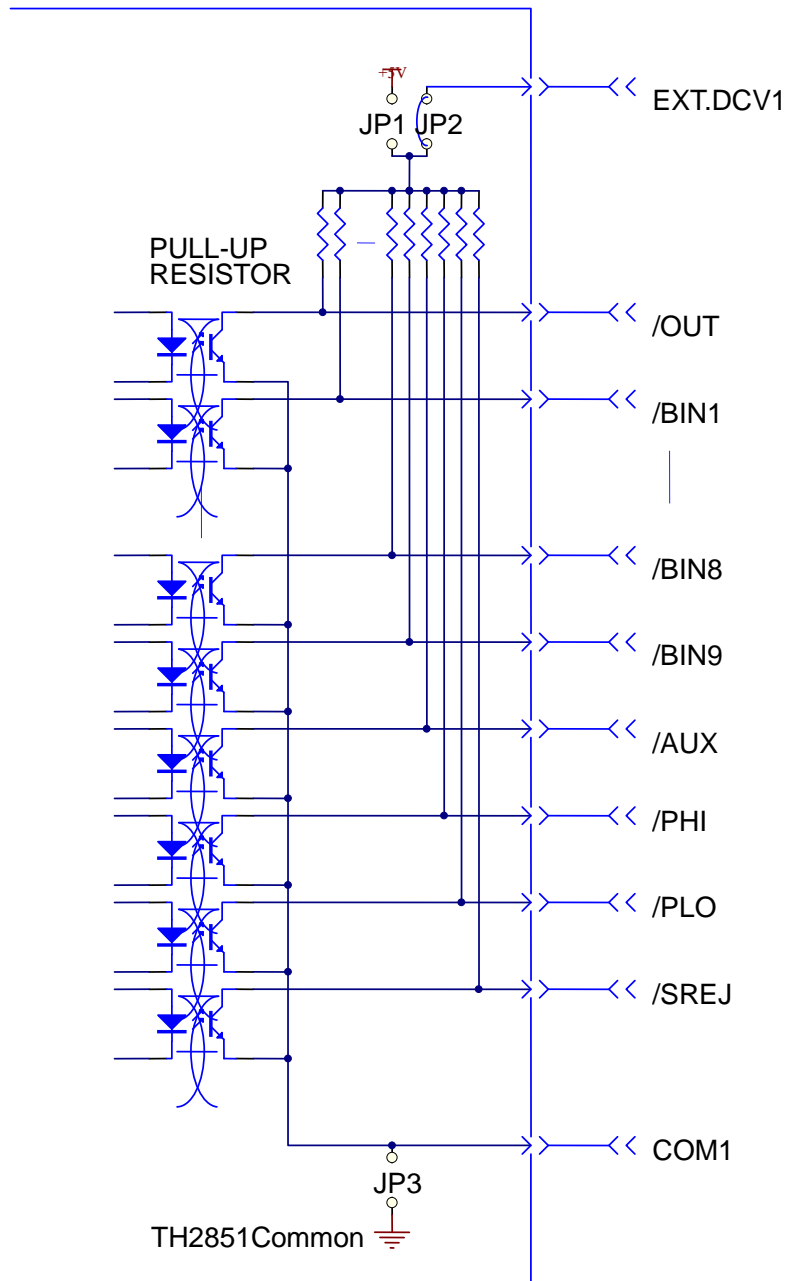 +5V
EXT.DCV1
JP1 JP2
PULL-UP
RESISTOR
/OUT
/BIN1
/BIN8
/BIN9
/AUX
/PHI
/PLO
/SREJ
COM1
JP3
TH2851Common